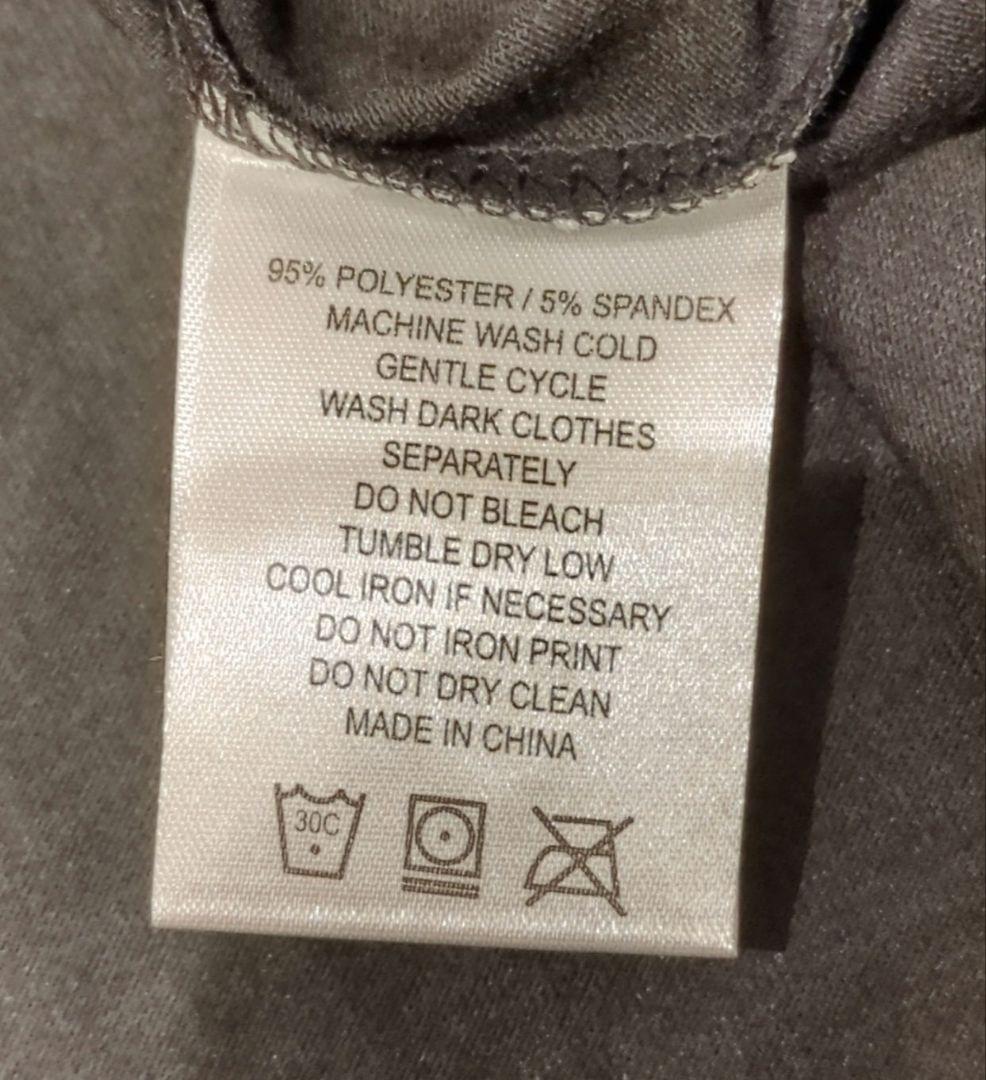 95% POLYESTER / 5% SPANDEX
MACHINE WASH COLD
GENTLE CYCLE
WASH DARK CLOTHES
SEPARATELY
DO NOT BLEACH
TUMBLE DRY LOW
COOL IRON IF NECESSARY
DO NOT IRON PRINT
DO NOT DRY CLEAN
MADE IN CHINA
30C